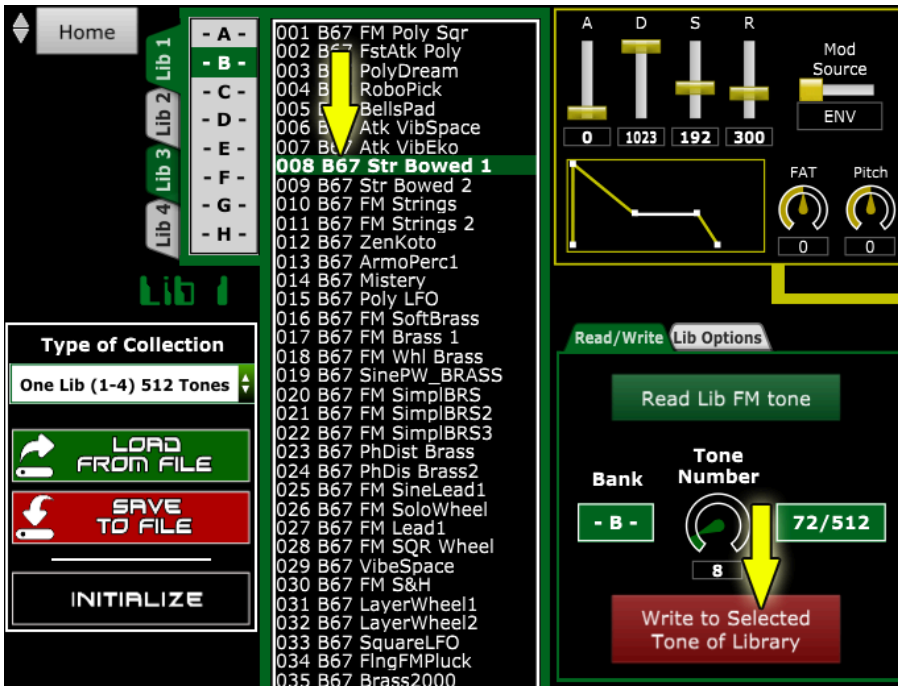 Home
Lib 1
Lib 2
Lib 3
Lib 4
- A -
- B -
- C -
- D -
- E -
- F -
- G -
- H -
Lib 1
Type of Collection
One Lib (1-4) 512 Tones
LOAD
FROM FILE
SAVE
TO FILE
INITIALIZE
001 B67 FM Poly Sqr
002 B67 FstAtk Poly
003 PolyDream
004 RoboPick
005 BellsPad
006 Atk VibSpace
007 B67 Atk VibEko
008 B67 Str Bowed 1
009 B67 Str Bowed 2
010 B67 FM Strings
011 B67 FM Strings 2
012 B67 ZenKoto
013 B67 ArmoPerc1
014 B67 Mistery
015 B67 Poly LFO
016 B67 FM SoftBrass
017 B67 FM Brass 1
018 B67 FM Whl Brass
019 B67 SinePW_BRASS
020 B67 FM SimplBRS
021 B67 FM SimplBRS2
022 B67 FM SimplBRS3
023 B67 PhDist Brass
024 B67 PhDis Brass2
025 B67 FM SineLead1
026 B67 FM SoloWheel
027 B67 FM Lead1
028 B67 FM SQR Wheel
029 B67 VibeSpace
030 B67 FM S&H
031 B67 LayerWheel1
032 B67 LayerWheel2
033 B67 SquareLFO
034 B67 FlngFMPluck
035 B67 Brass2000
A D S R
0 1023 192 300
Mod
Source
ENV
FAT Pitch
0 0
Read/Write Lib Options
Read Lib FM tone
Bank
Tone
Number
- B -
8
72/512
Write to Selected
Tone of Library